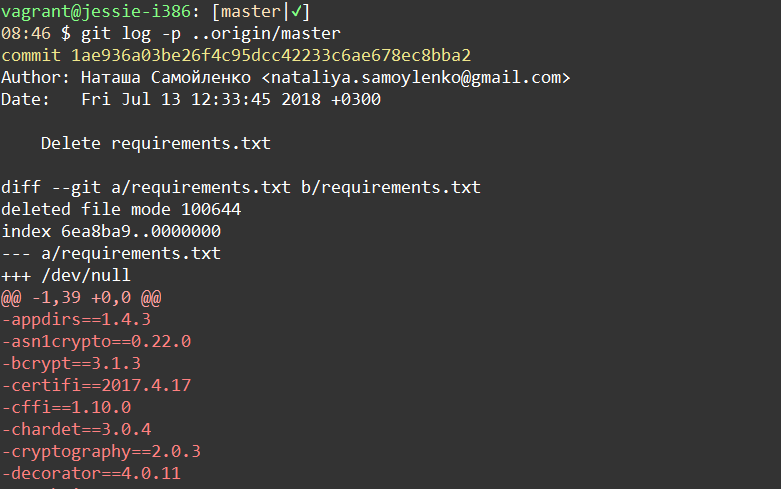 vagrant@jessie-i386: [master|✓]
08:46 $ git log -p ..origin/master
commit 1ae936a03be26f4c95dcc42233c6ae678ec8bba2
Author: Наташа Самойленко <nataliya.samoylenko@gmail.com>
Date:   Fri Jul 13 12:33:45 2018 +0300
    Delete requirements.txt
diff --git a/requirements.txt b/requirements.txt
deleted file mode 100644
index 6ea8ba9..0000000
--- a/requirements.txt
+++ /dev/null
@@ -1,39 +0,0 @@
-appdirs==1.4.3
-asn1crypto==0.22.0
-bcrypt==3.1.3
-certifi==2017.4.17
-cffi==1.10.0
-chardet==3.0.4
-cryptography==2.0.3
-decorator==4.0.11